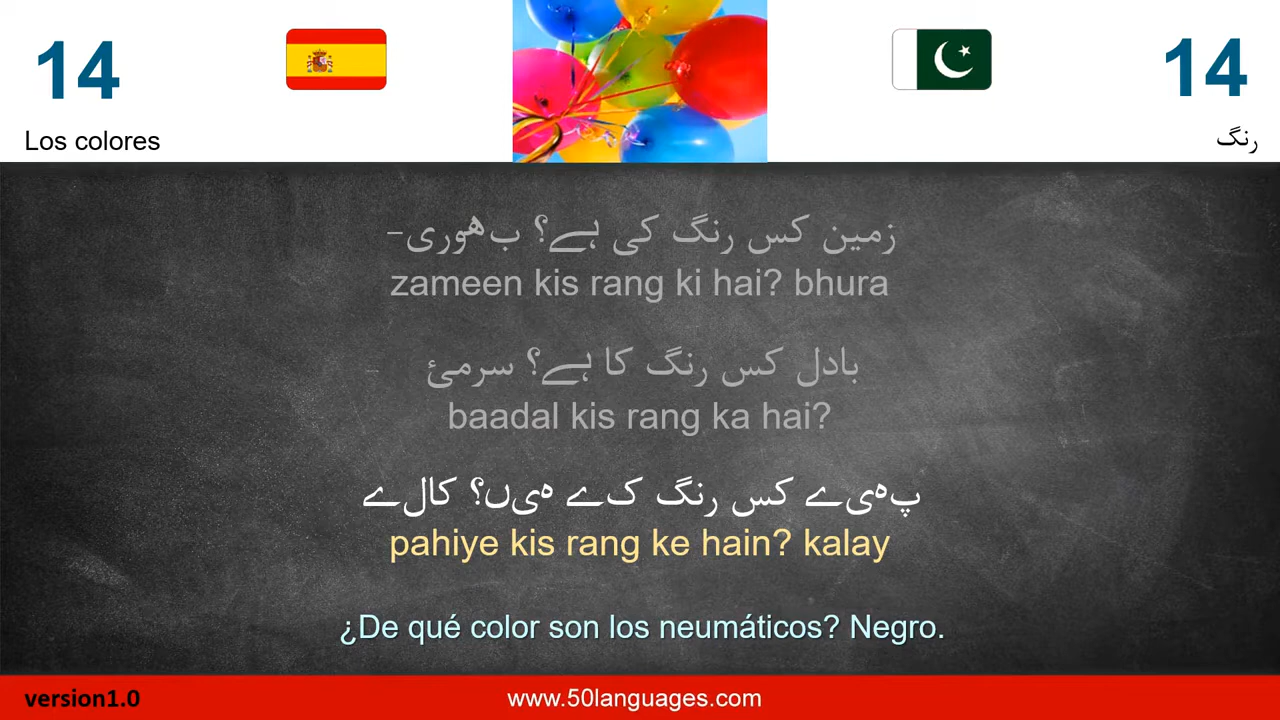 14
14
Los colores
رنگ
زمین کس رنگ کی ہے؟ بھوری-
zameen kis rang ki hai? bhura
بادل کس رنگ کا ہے؟ سرمئ
baadal kis rang ka hai?
پہیے کس رنگ کے ہیں؟ کالے
pahiye kis rang ke hain? kalay
¿De qué color son los neumáticos? Negro.
version1.0
www.50languages.com